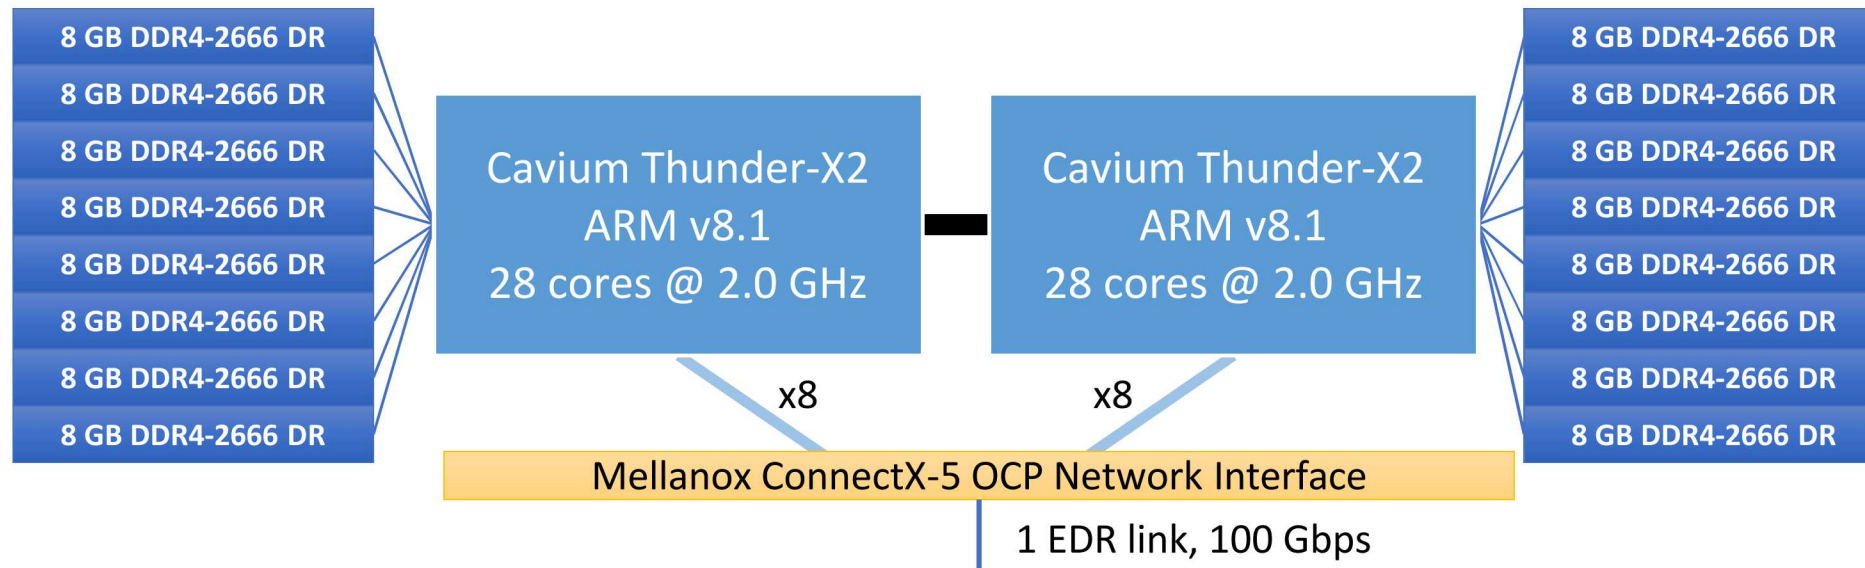 8 GB DDR4-2666 DR
8 GB DDR4-2666 DR
8 GB DDR4-2666 DR
8 GB DDR4-2666 DR
8 GB DDR4-2666 DR
8 GB DDR4-2666 DR
8 GB DDR4-2666 DR
8 GB DDR4-2666 DR
Cavium Thunder-X2
ARM v8.1
28 cores @ 2.0 GHz
Cavium Thunder-X2
ARM v8.1
28 cores @ 2.0 GHz
8 GB DDR4-2666 DR
8 GB DDR4-2666 DR
8 GB DDR4-2666 DR
8 GB DDR4-2666 DR
8 GB DDR4-2666 DR
8 GB DDR4-2666 DR
8 GB DDR4-2666 DR
8 GB DDR4-2666 DR
x8
x8
Mellanox ConnectX-5 OCP Network Interface
1 EDR link, 100 Gbps